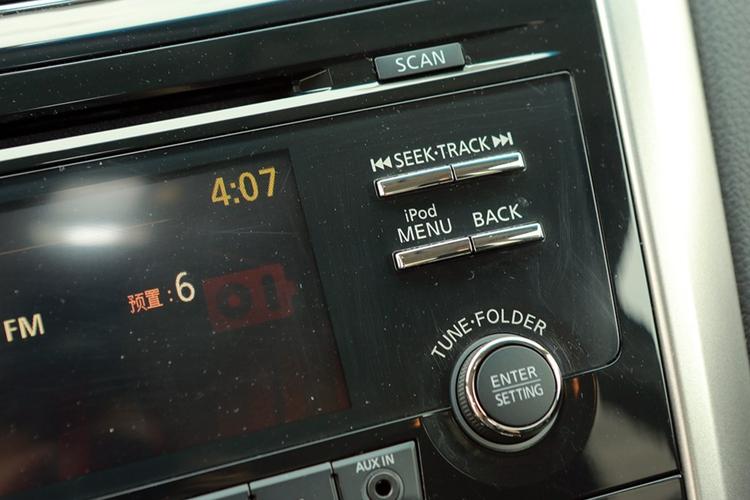 SCAN
4:07
SEEK·TRACK
iPod
MENU BACK
预置:6
FM
TUNE·FOLDER
ENTER
SETTING
AUX IN